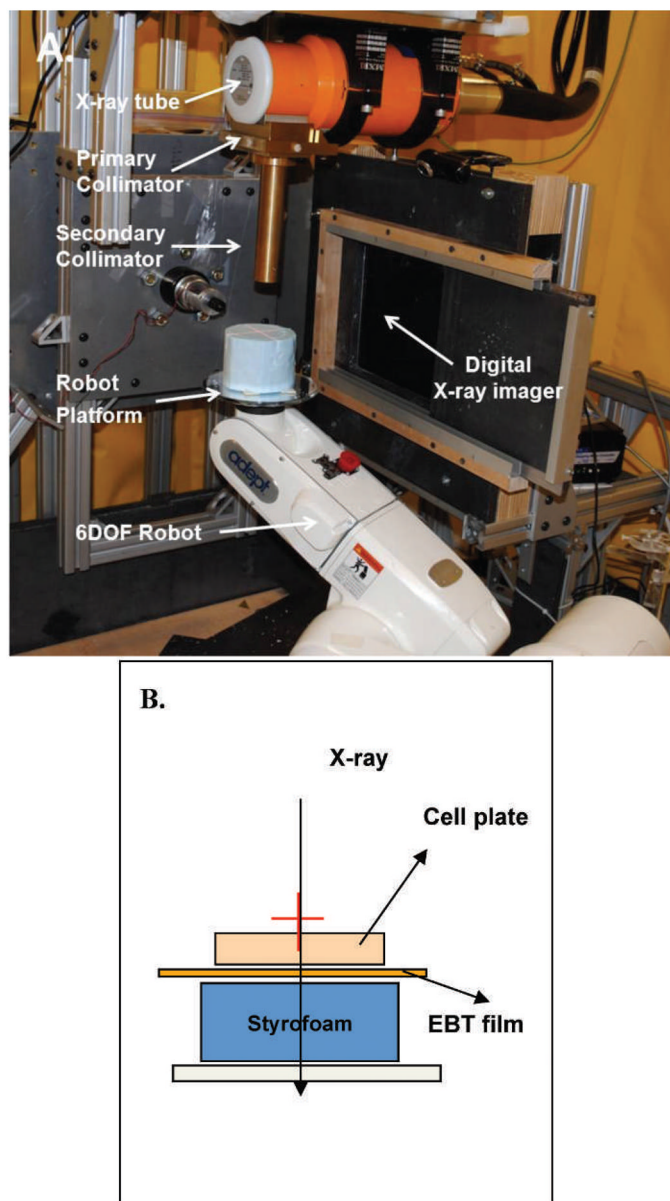 A.
X-ray tube
Primary
Collimator
Secondary
Collimator
Digital
X-ray imager
Robot
Platform
adept
6DOF Robot
B.
X-ray
Cell plate
Styrofoam
EBT film